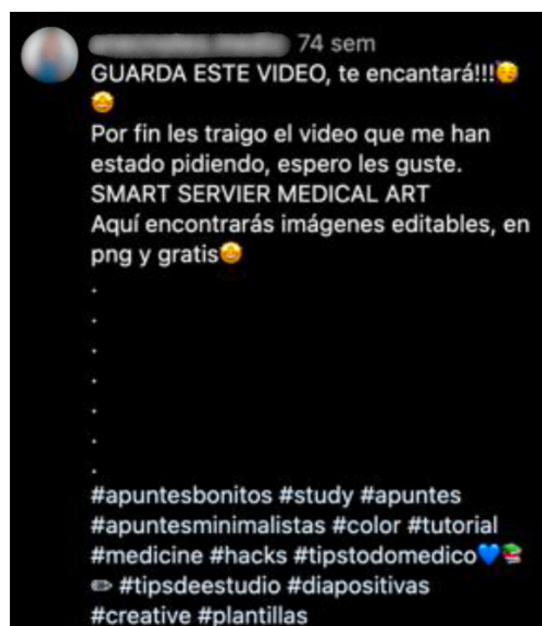 74 sem
GUARDA ESTE VIDEO, te encantará!!!🥳
🤩
Por fin les traigo el video que me han
estado pidiendo, espero les guste.
SMART SERVIER MEDICAL ART
Aquí encontrarás imágenes editables, en
png y gratis🤩
.
.
.
.
.
.
.
#apuntesbonitos #study #apuntes
#apuntesminimalistas #color #tutorial
#medicine #hacks #tipstodomedico💙📚
✏ #tipsdeestudio #diapositivas
#creative #plantillas